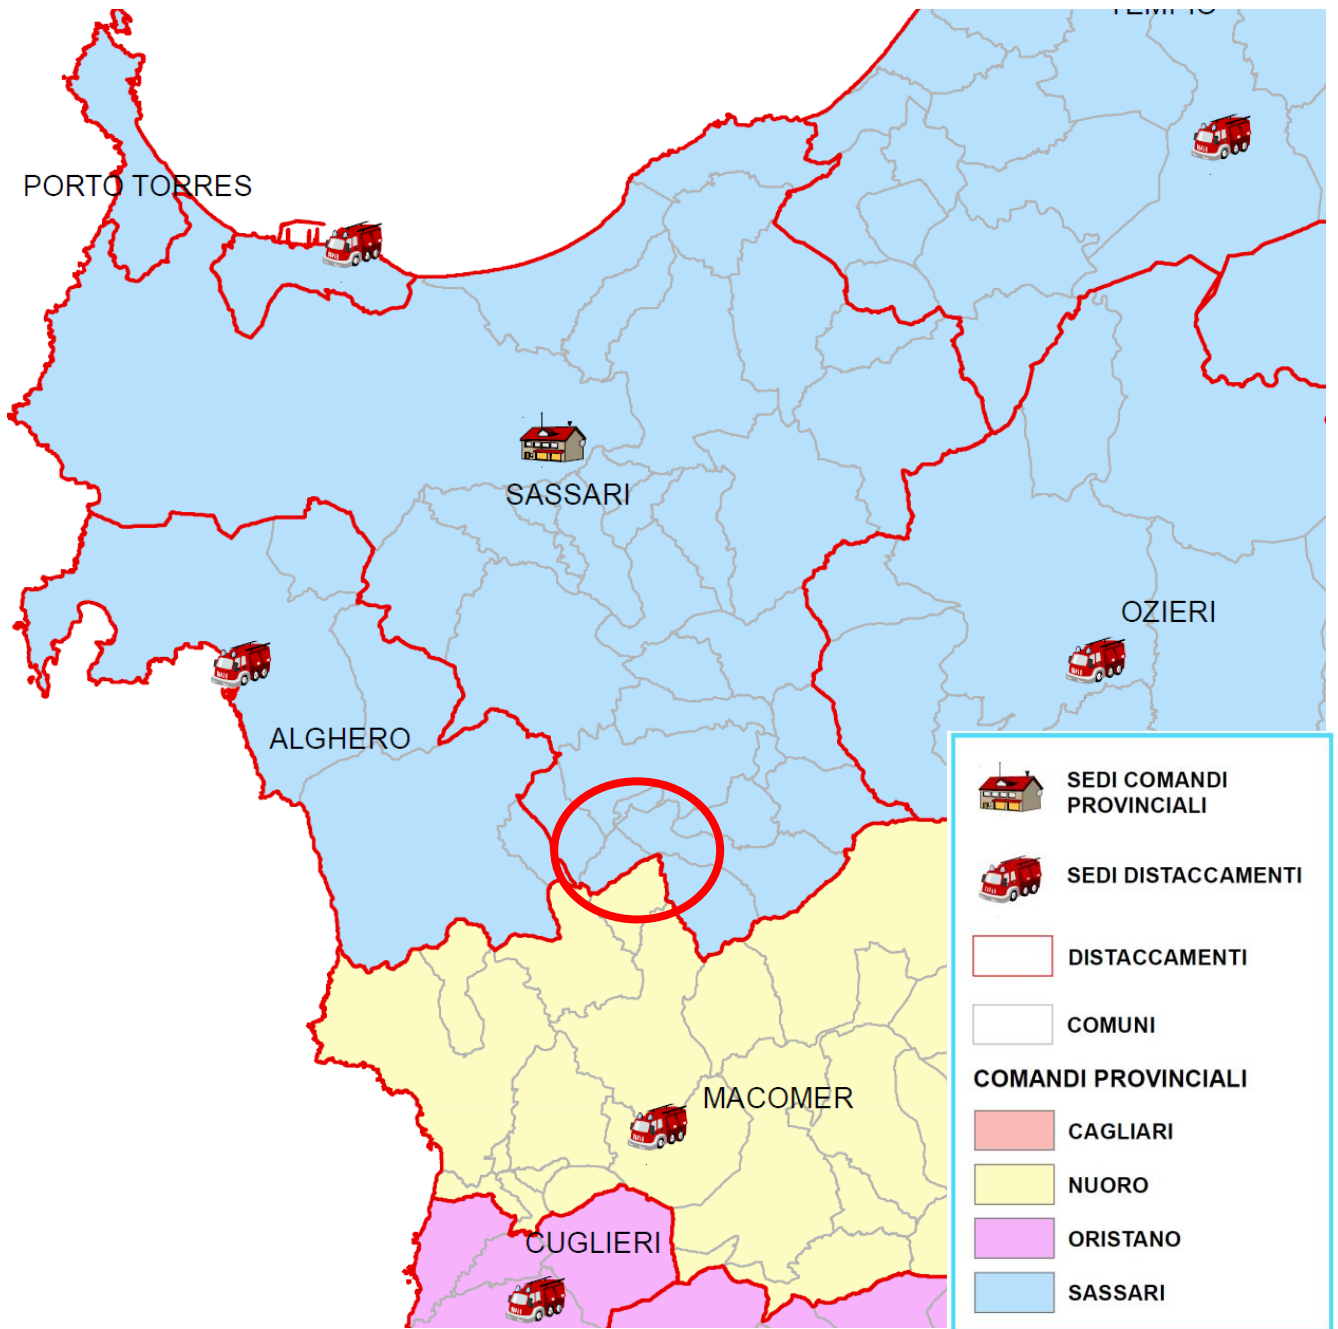 TEMPIO
PORTO TORRES
SASSARI
OZIERI
ALGHERO
MACOMER
CUGLIERI
SEDI COMANDI
PROVINCIALI
SEDI DISTACCAMENTI
DISTACCAMENTI
COMUNI
COMANDI PROVINCIALI
CAGLIARI
NUORO
ORISTANO
SASSARI